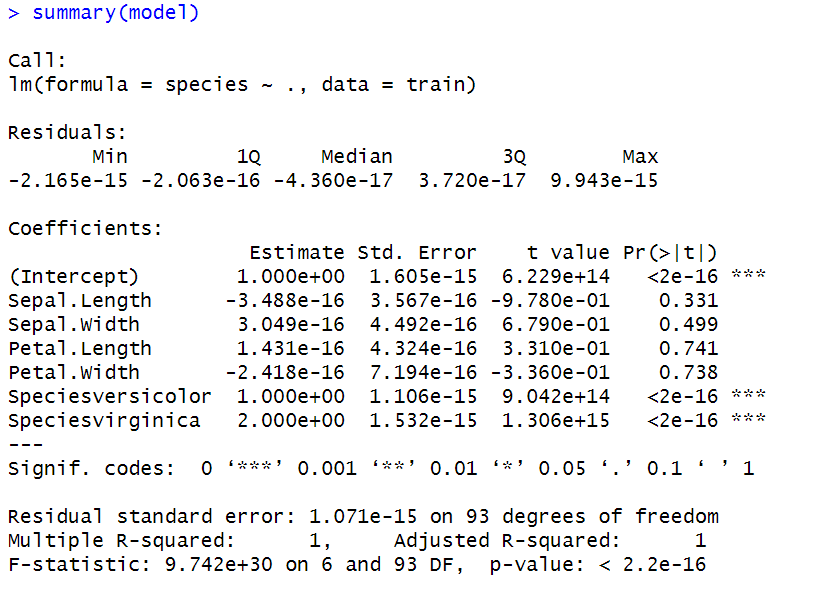 > summary(model)
Call:
lm(formula = species ~ ., data = train)
Residuals:
Min 1Q Median 3Q Max
-2.165e-15 -2.063e-16 -4.360e-17 3.720e-17 9.943e-15
Coefficients:
Estimate Std. Error t value Pr(>|t|)
(Intercept) 1.000e+00 1.605e-15 6.229e+14 <2e-16 ***
Sepal.Length -3.488e-16 3.567e-16 -9.780e-01 0.331
Sepal.Width 3.049e-16 4.492e-16 6.790e-01 0.499
Petal.Length 1.431e-16 4.324e-16 3.310e-01 0.741
Petal.Width -2.418e-16 7.194e-16 -3.360e-01 0.738
Speciesversicolor 1.000e+00 1.106e-15 9.042e+14 <2e-16 ***
Speciesvirginica 2.000e+00 1.532e-15 1.306e+15 <2e-16 ***
---
Signif. codes: 0 ‘***’ 0.001 ‘**’ 0.01 ‘*’ 0.05 ‘.’ 0.1 ‘ ’ 1
Residual standard error: 1.071e-15 on 93 degrees of freedom
Multiple R-squared: 1, Adjusted R-squared: 1
F-statistic: 9.742e+30 on 6 and 93 DF, p-value: < 2.2e-16